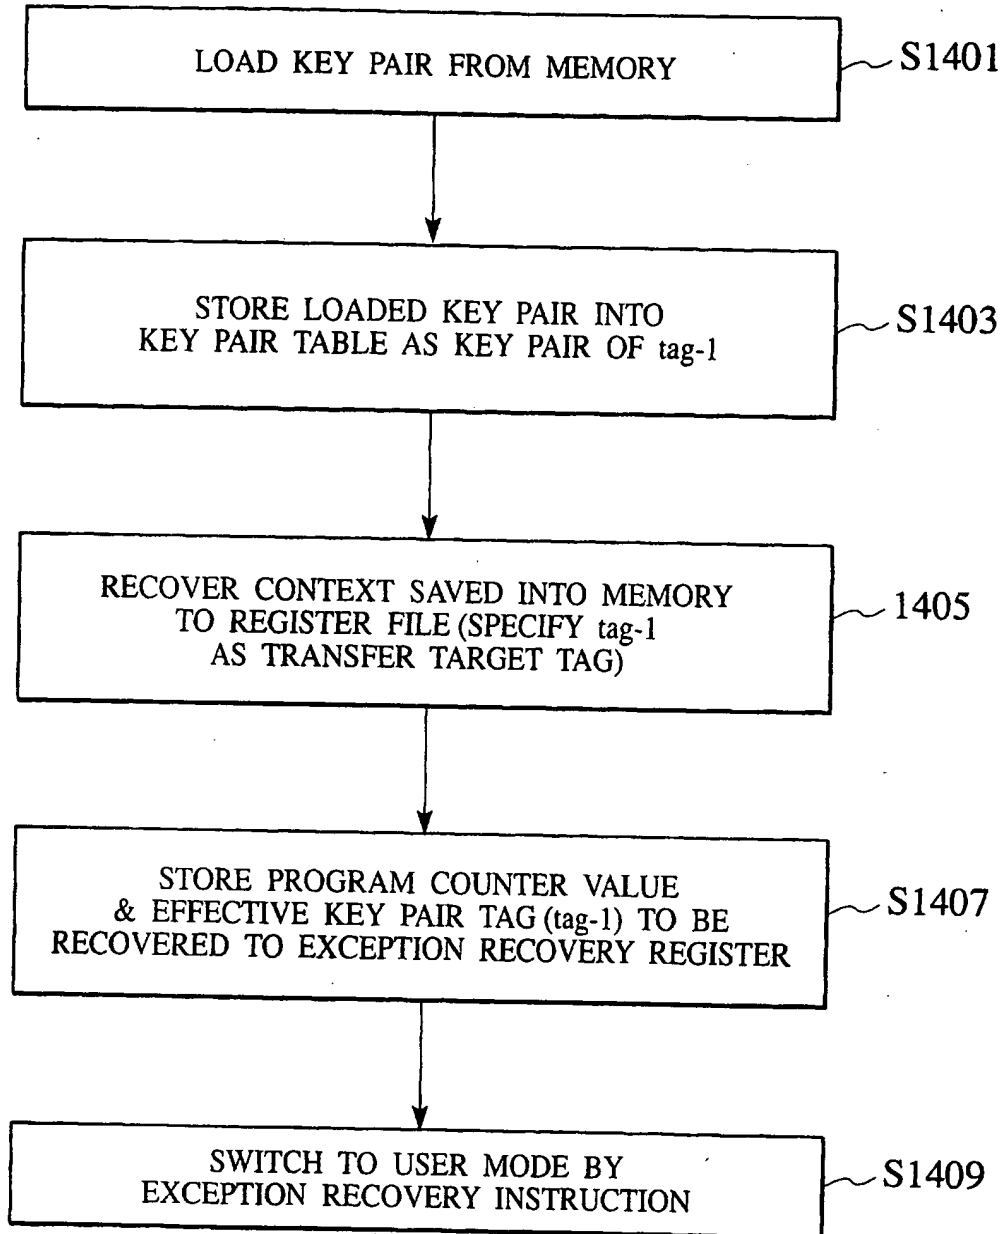 LOAD KEY PAIR FROM MEMORY
S1401
STORE LOADED KEY PAIR INTO
KEY PAIR TABLE AS KEY PAIR OF tag-1
S1403
RECOVER CONTEXT SAVED INTO MEMORY
TO REGISTER FILE (SPECIFY tag-1
AS TRANSFER TARGET TAG)
1405
STORE PROGRAM COUNTER VALUE
& EFFECTIVE KEY PAIR TAG (tag-1) TO BE
RECOVERED TO EXCEPTION RECOVERY REGISTER
S1407
SWITCH TO USER MODE BY
EXCEPTION RECOVERY INSTRUCTION
S1409